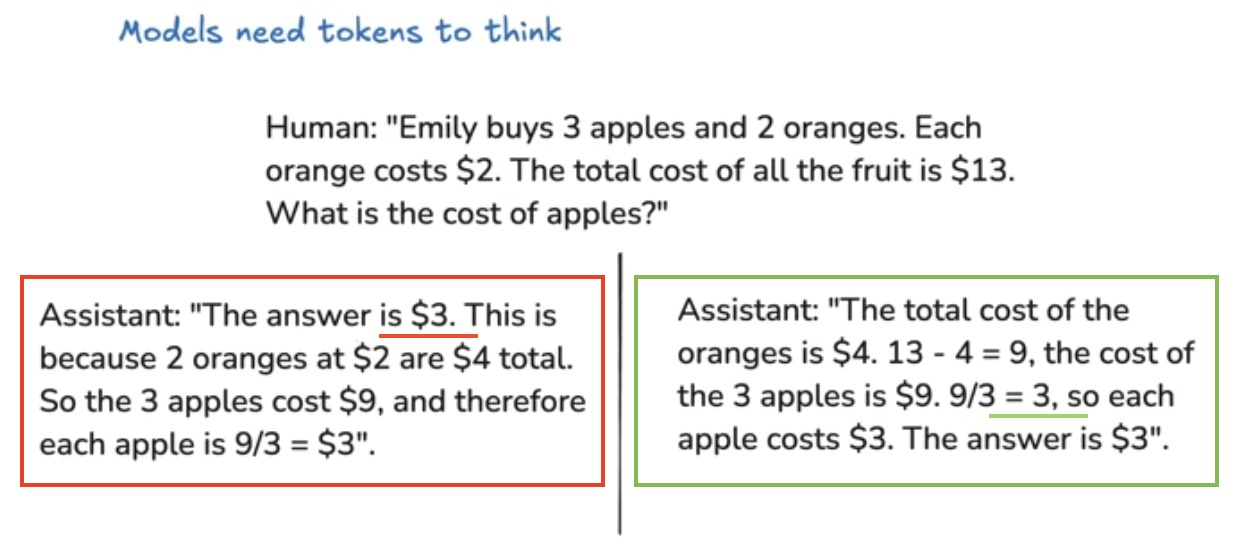 Models need tokens to think
Human: "Emily buys 3 apples and 2 oranges. Each
orange costs $2. The total cost of all the fruit is $13.
What is the cost of apples?"
Assistant: "The answer is $3. This is
because 2 oranges at $2 are $4 total.
So the 3 apples cost $9, and therefore
each apple is 9/3 = $3".
Assistant: "The total cost of the
oranges is $4. 13 - 4 = 9, the cost of
the 3 apples is $9. 9/3 = 3, so each
apple costs $3. The answer is $3".